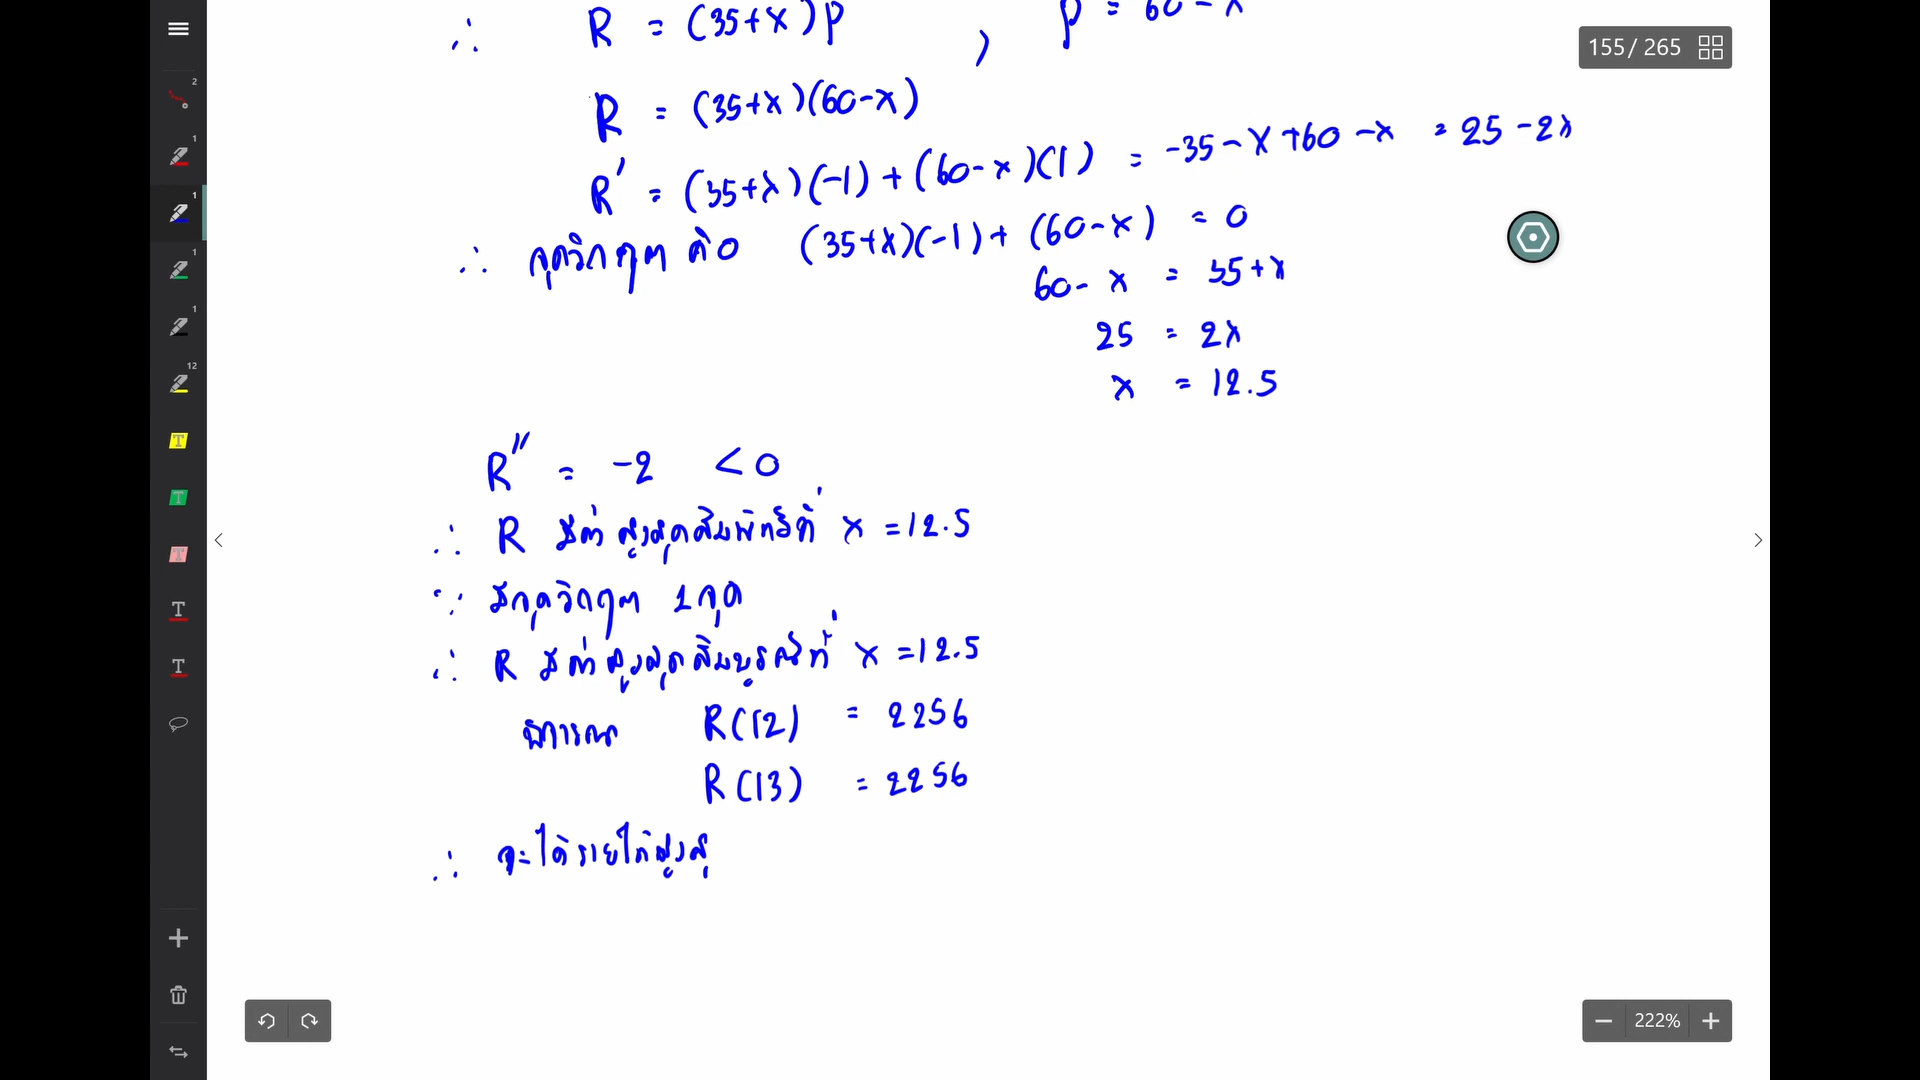 ∴ R = (35+x)p , p = 60-x
155/ 265
R = (35+x)(60-x)
R' = (35+x)(-1) + (60-x)(1) = -35-x+60-x = 25-2x
∴ จุดวิกฤต คือ (35+x)(-1) + (60-x) = 0
60-x = 35+x
25 = 2x
x = 12.5
R'' = -2 < 0
∴ R มีค่าสูงสุดสัมพัทธ์ที่ x = 12.5
∵ มีจุดวิกฤต 1 จุด
∴ R มีค่าสูงสุดสัมบูรณ์ที่ x = 12.5
พิจารณา R(12) = 2256
R(13) = 2256
∴ จะได้รายได้สูงสุ
222%